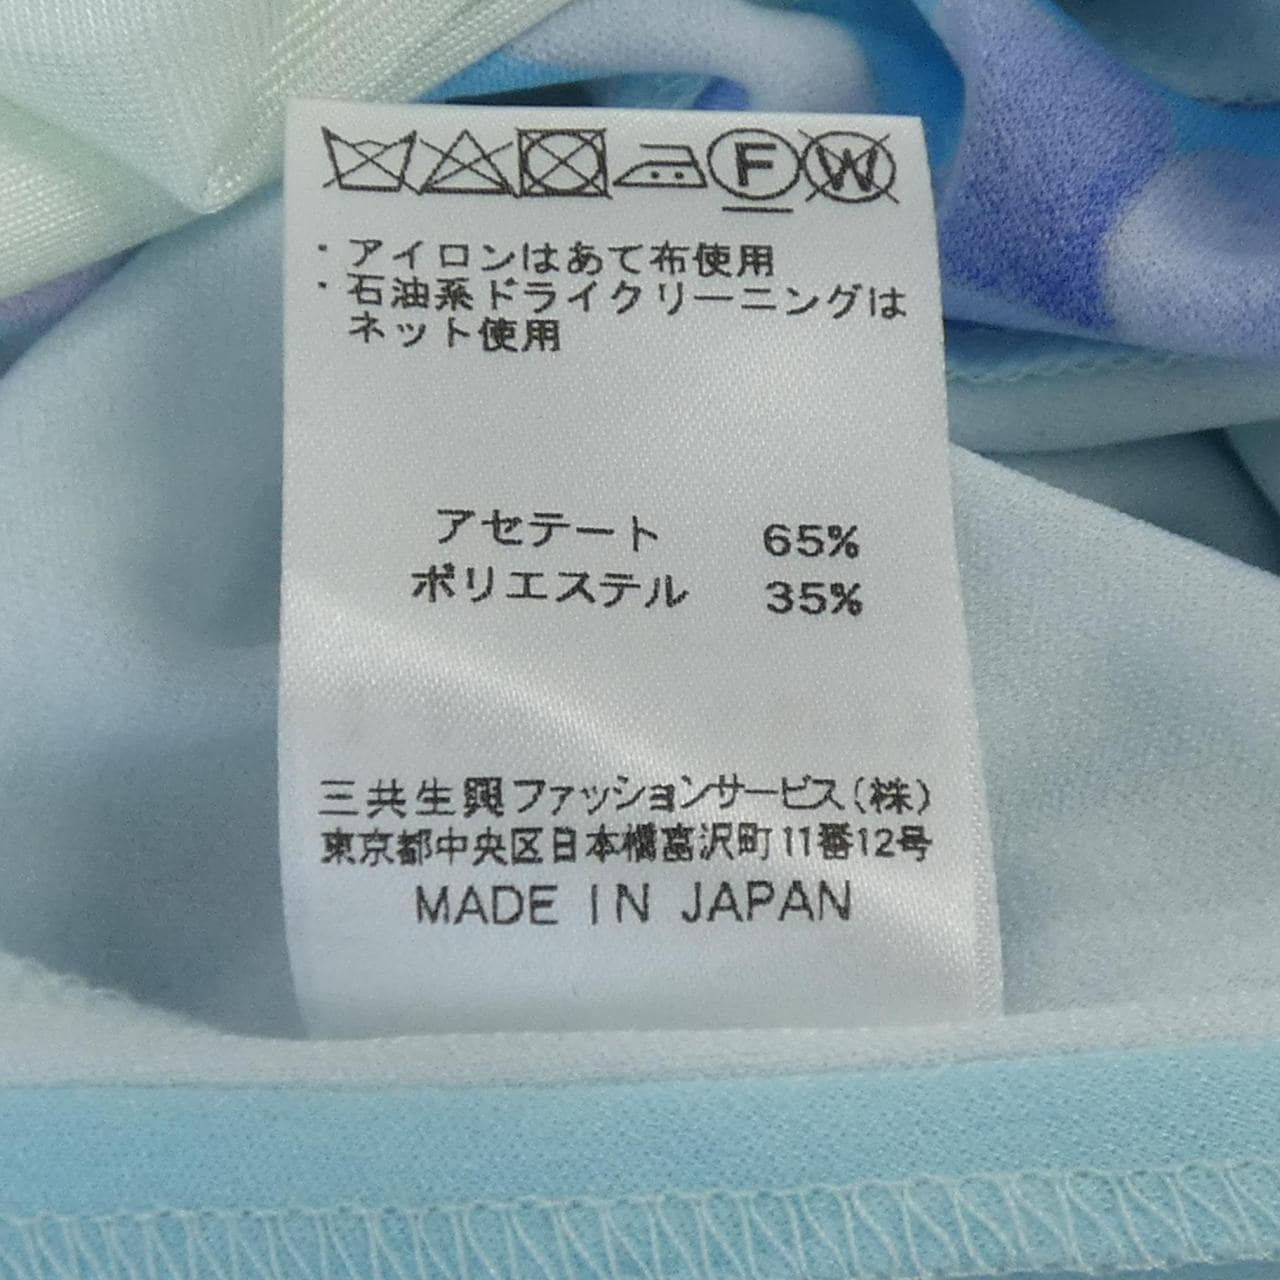 F W
・アイロンはあて布使用
・石油系ドライクリーニングは
ネット使用
アセテート 65%
ポリエステル 35%
三共生興ファッションサービス(株)
東京都中央区日本橋富沢町11番12号
MADE IN JAPAN